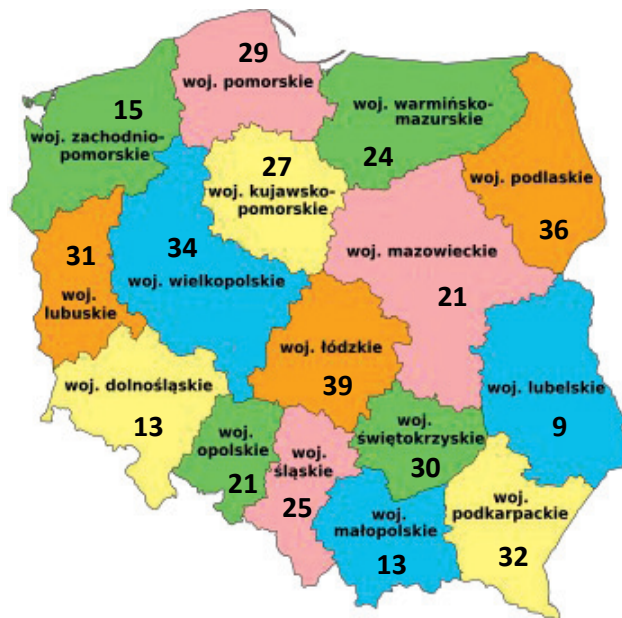 29
woj. pomorskie
15
woj. zachodnio-
pomorskie
woj. warmińsko-
mazurskie
24
27
woj. kujawsko-
pomorskie
woj. podlaskie
36
31
woj.
lubuskie
34
woj. wielkopolskie
woj. mazowieckie
21
woj. łódzkie
39
woj. dolnośląskie
13
woj. lubelskie
9
woj.
opolskie
21
woj.
śląskie
25
woj.
świętokrzyskie
30
woj.
małopolskie
13
woj.
podkarpackie
32